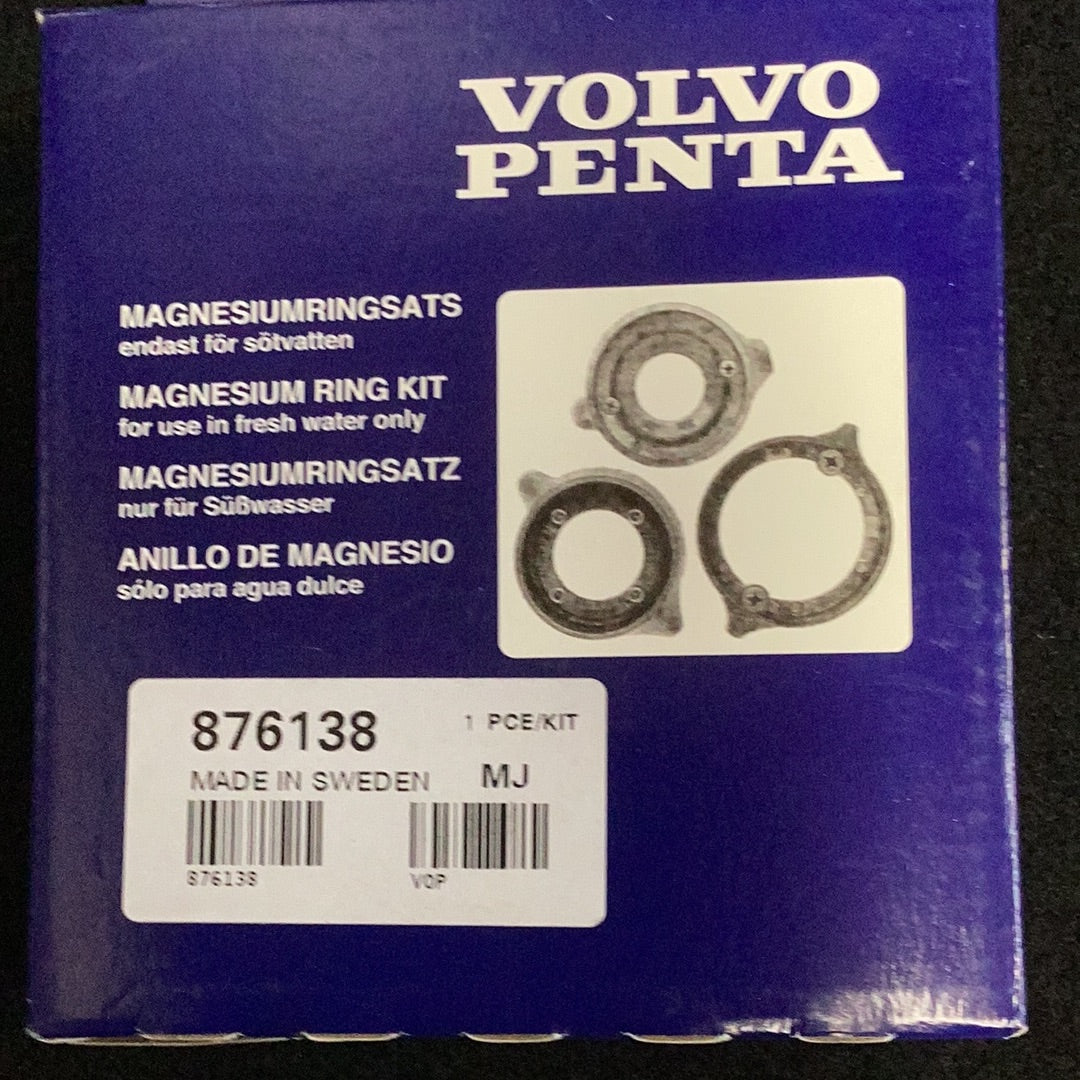 VOLVO
PENTA
MAGNESIUMRINGSATS
endast för sötvatten
MAGNESIUM RING KIT
for use in fresh water only
MAGNESIUMRINGSATZ
nur für Süßwasser
ANILLO DE MAGNESIO
sólo para agua dulce
876138 1 PCE/KIT
MADE IN SWEDEN MJ
876138 VOP